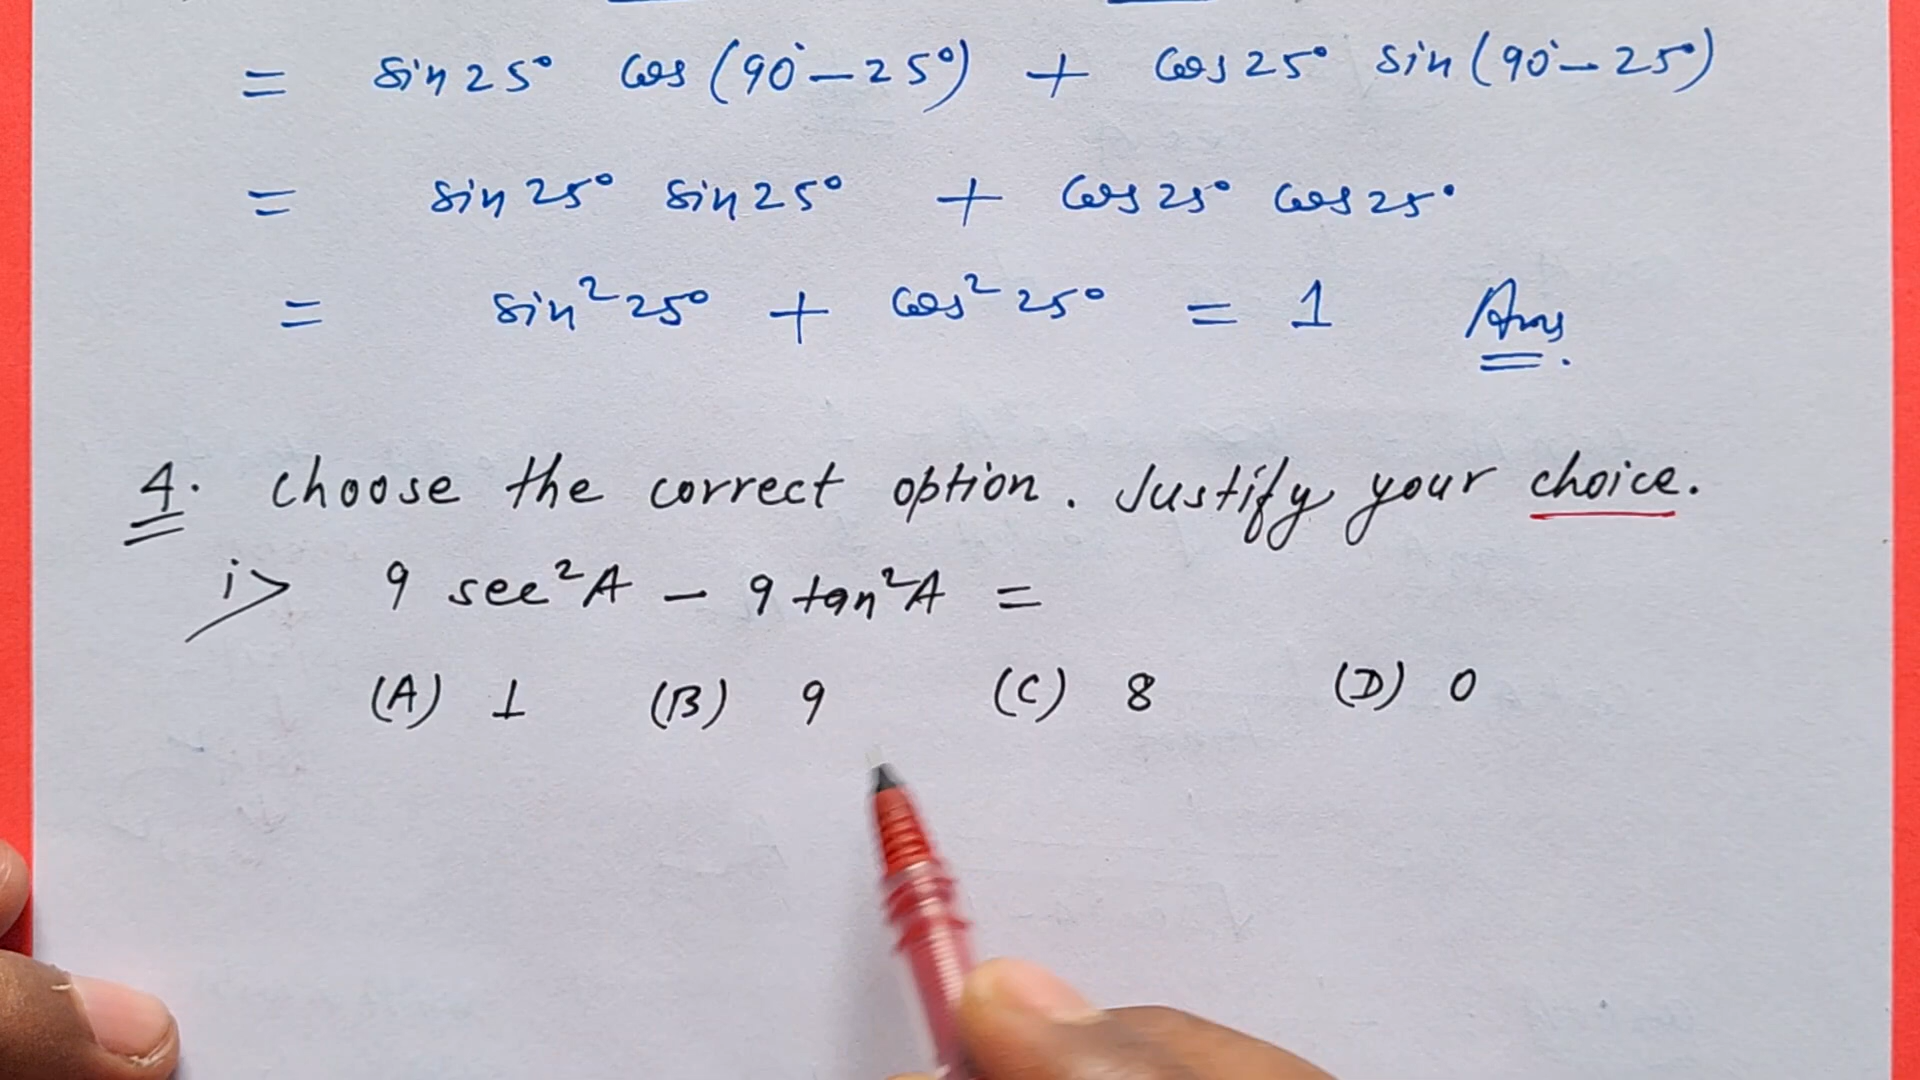 = sin 25° cos (90° - 25°) + cos 25° sin (90° - 25°)
= sin 25° sin 25° + cos 25° cos 25°
= sin² 25° + cos² 25° = 1 Ans.
4. choose the correct option. Justify your choice.
i> 9 sec²A - 9 tan²A =
(A) 1 (B) 9 (C) 8 (D) 0